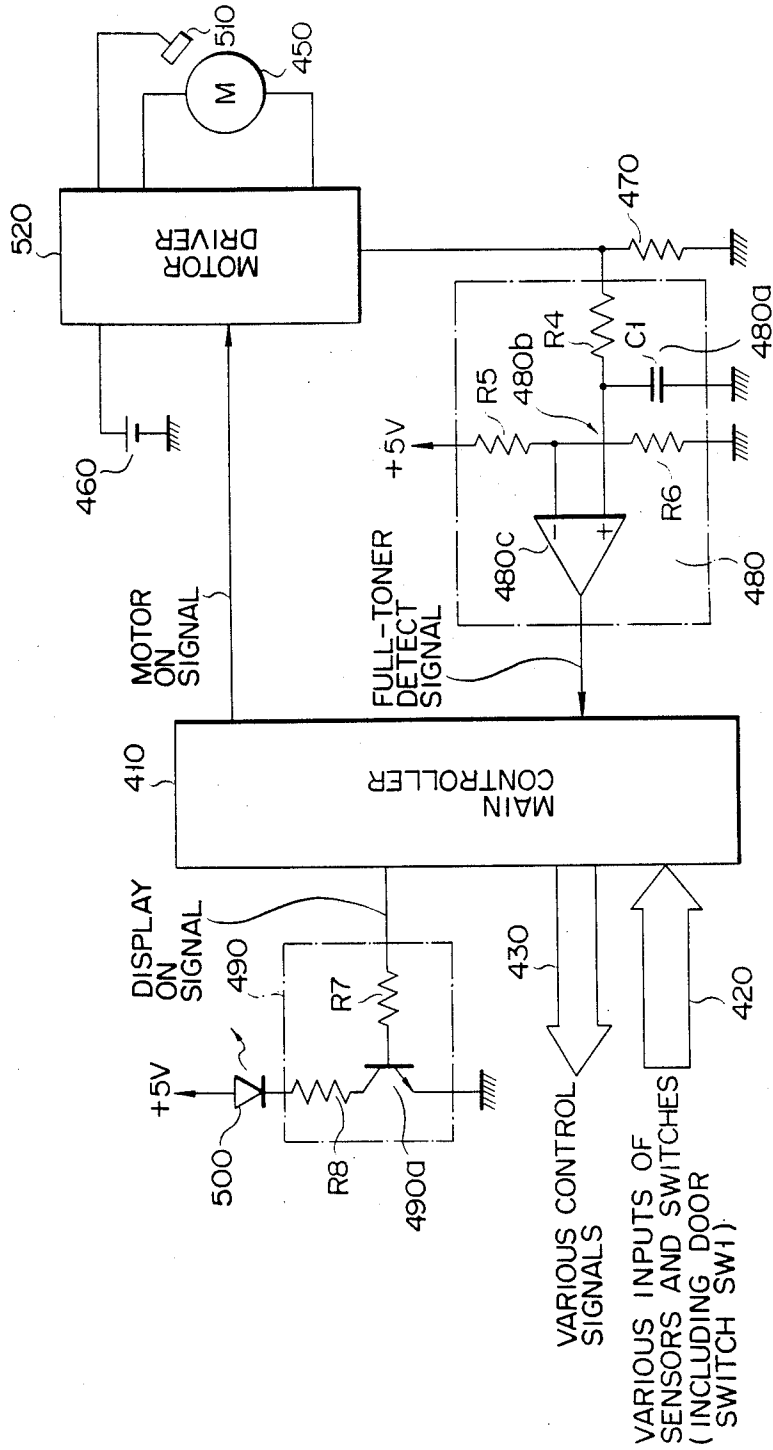 510
450
M
520
MOTOR
DRIVER
460
470
MOTOR
ON
SIGNAL
R4
C1
480a
480b
R5
+5V
R6
-
+
480c
480
FULL-TONER
DETECT
SIGNAL
410
MAIN
CONTROLLER
DISPLAY
ON
SIGNAL
490
R7
+5V
500
R8
490a
430
420
VARIOUS CONTROL
SIGNALS
VARIOUS INPUTS OF
SENSORS AND SWITCHES
(INCLUDING DOOR
SWITCH SW1)